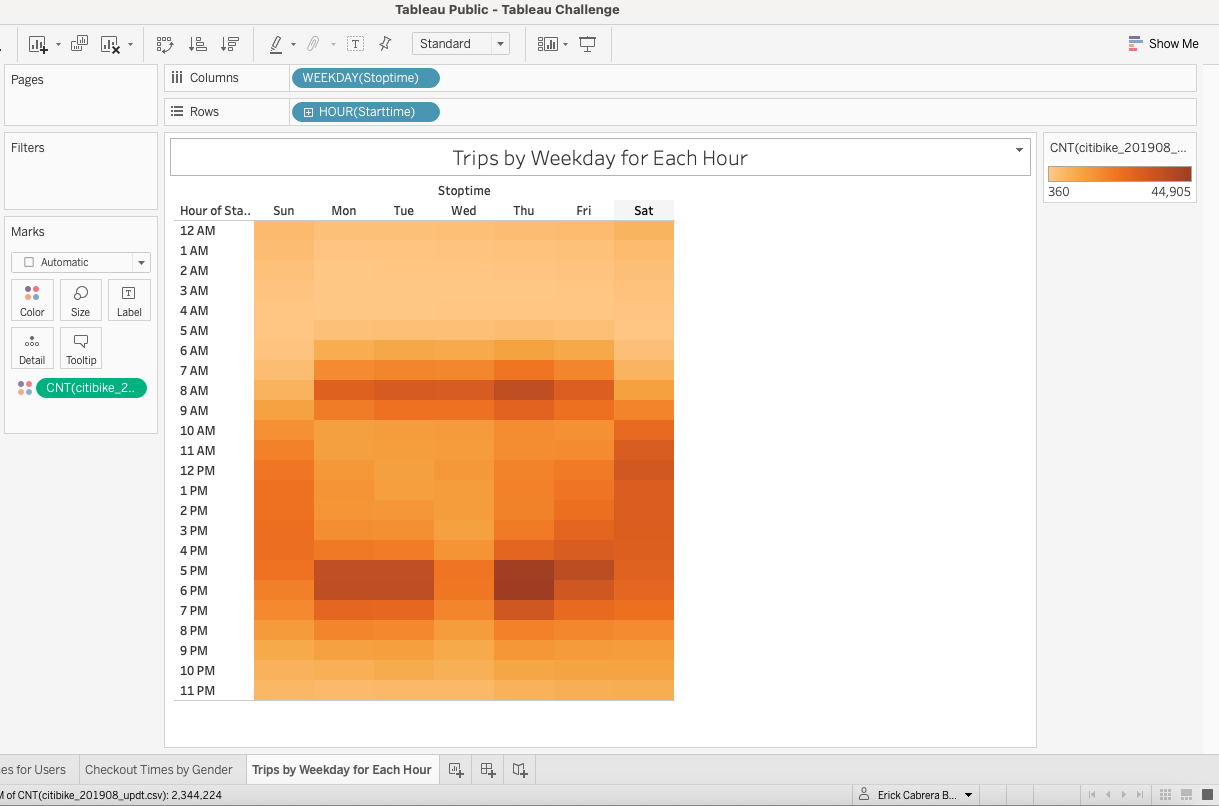 Tableau Public - Tableau Challenge
Standard
Show Me
Pages
Columns
WEEKDAY(Stoptime)
Rows
HOUR(Starttime)
Filters
Marks
Automatic
Color
Size
Label
Detail
Tooltip
CNT(citibike_2..
Trips by Weekday for Each Hour
Stoptime
Hour of Sta.. Sun Mon Tue Wed Thu Fri Sat
12 AM
1 AM
2 AM
3 AM
4 AM
5 AM
6 AM
7 AM
8 AM
9 AM
10 AM
11 AM
12 PM
1 PM
2 PM
3 PM
4 PM
5 PM
6 PM
7 PM
8 PM
9 PM
10 PM
11 PM
CNT(citibike_201908_...
360 44,905
es for Users Checkout Times by Gender Trips by Weekday for Each Hour
M of CNT(citibike_201908_updt.csv): 2,344,224 Erick Cabrera B...